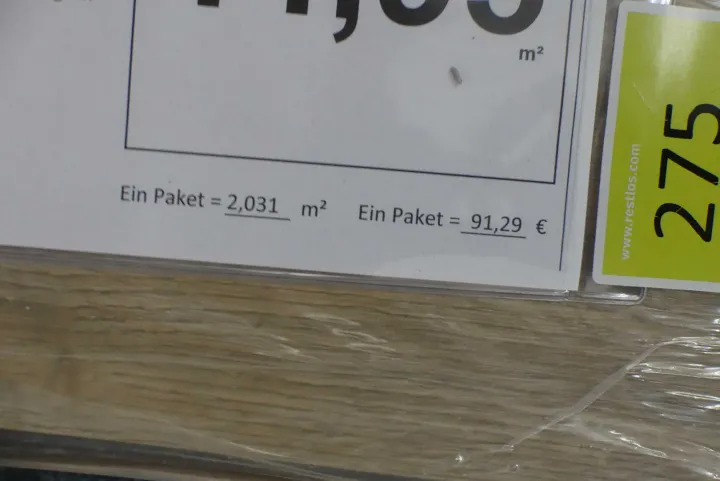 m²
Ein Paket = 2,031 m² Ein Paket = 91,29 €
www.restlos.com
275